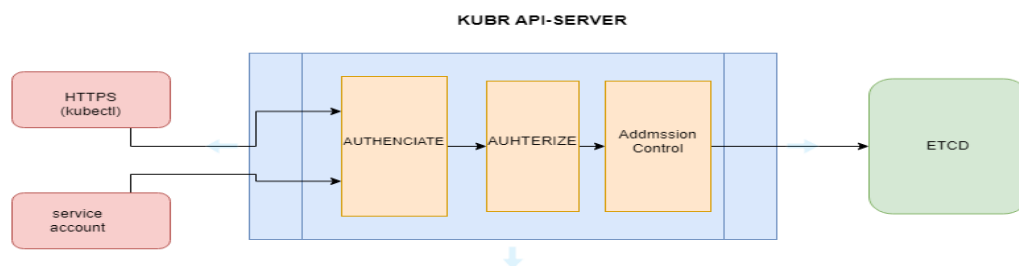 KUBR API-SERVER
HTTPS
(kubectl)
AUTHENCIATE
AUHTERIZE
Addmssion
Control
ETCD
service
account